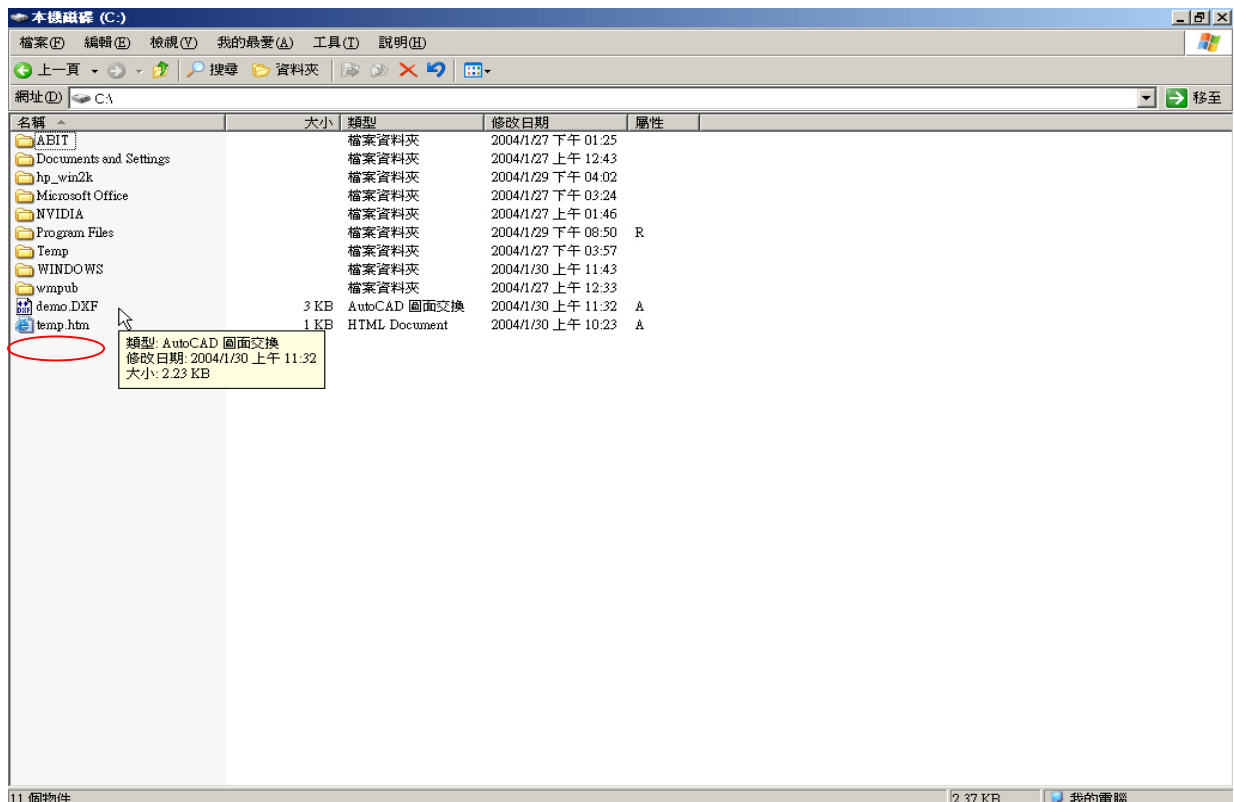 本機磁碟 (C:)
檔案(F) 編輯(E) 檢視(V) 我的最愛(A) 工具(T) 說明(H)
上一頁 搜尋 資料夾
網址(D) C:\ 移至
名稱 大小 類型 修改日期 屬性
ABIT 檔案資料夾 2004/1/27 下午 01:25
Documents and Settings 檔案資料夾 2004/1/27 上午 12:43
hp_win2k 檔案資料夾 2004/1/29 下午 04:02
Microsoft Office 檔案資料夾 2004/1/27 下午 03:24
NVIDIA 檔案資料夾 2004/1/27 上午 01:46
Program Files 檔案資料夾 2004/1/29 下午 08:50 R
Temp 檔案資料夾 2004/1/27 下午 03:57
WINDOWS 檔案資料夾 2004/1/30 上午 11:43
wmpub 檔案資料夾 2004/1/27 上午 12:33
demo.DXF 3 KB AutoCAD 圖面交換 2004/1/30 上午 11:32 A
temp.htm 1 KB HTML Document 2004/1/30 上午 10:23 A
類型: AutoCAD 圖面交換
修改日期: 2004/1/30 上午 11:32
大小: 2.23 KB
11 個物件 2.37 KB 我的電腦